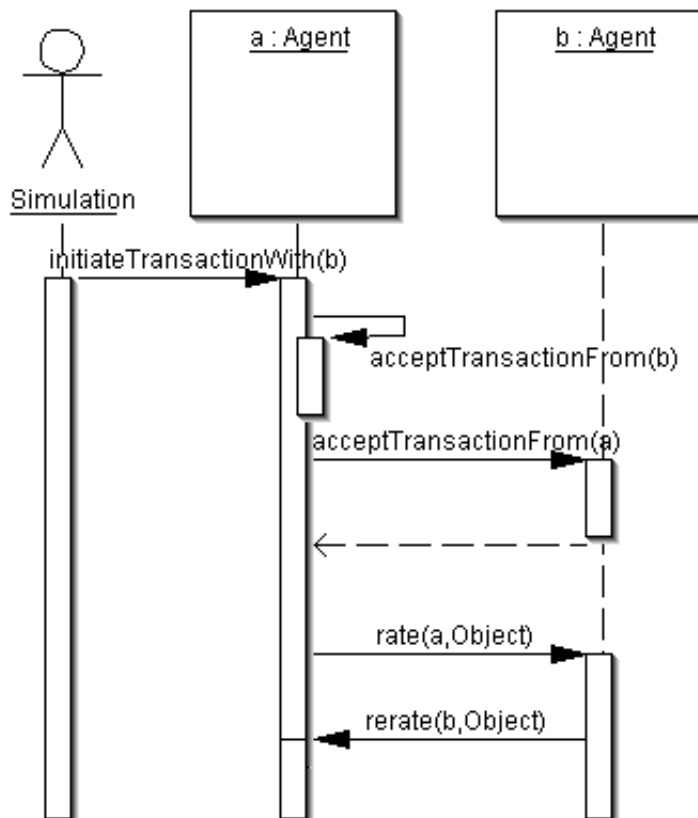 a : Agent
b : Agent
Simulation
initiateTransactionWith(b)
acceptTransactionFrom(b)
acceptTransactionFrom(a)
rate(a,Object)
rerate(b,Object)